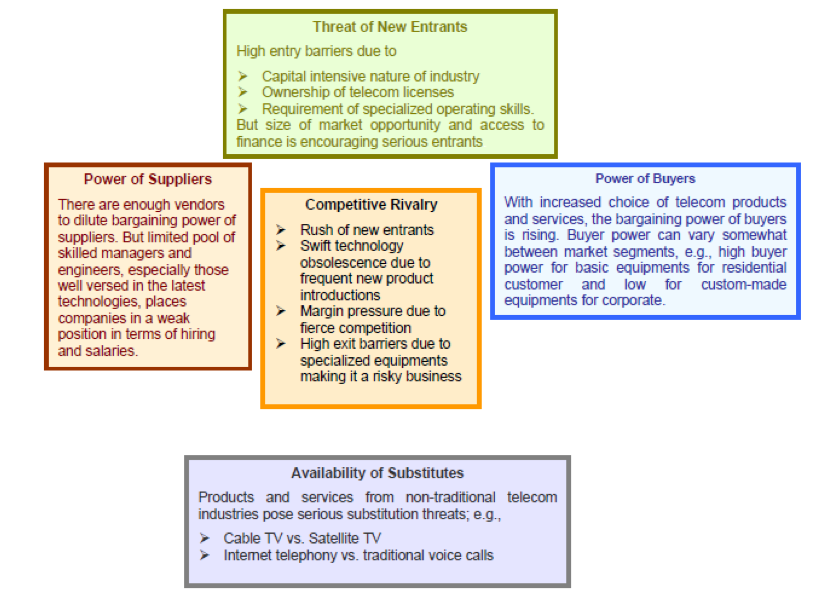 Threat of New Entrants
High entry barriers due to
➢ Capital intensive nature of industry
➢ Ownership of telecom licenses
➢ Requirement of specialized operating skills.
But size of market opportunity and access to
finance is encouraging serious entrants
Power of Suppliers
There are enough vendors
to dilute bargaining power of
suppliers. But limited pool of
skilled managers and
engineers, especially those
well versed in the latest
technologies, places
companies in a weak
position in terms of hiring
and salaries.
Competitive Rivalry
➢ Rush of new entrants
➢ Swift technology
obsolescence due to
frequent new product
introductions
➢ Margin pressure due to
fierce competition
➢ High exit barriers due to
specialized equipments
making it a risky business
Power of Buyers
With increased choice of telecom products
and services, the bargaining power of buyers
is rising. Buyer power can vary somewhat
between market segments, e.g., high buyer
power for basic equipments for residential
customer and low for custom-made
equipments for corporate.
Availability of Substitutes
Products and services from non-traditional telecom
industries pose serious substitution threats; e.g.,
➢ Cable TV vs. Satellite TV
➢ Internet telephony vs. traditional voice calls